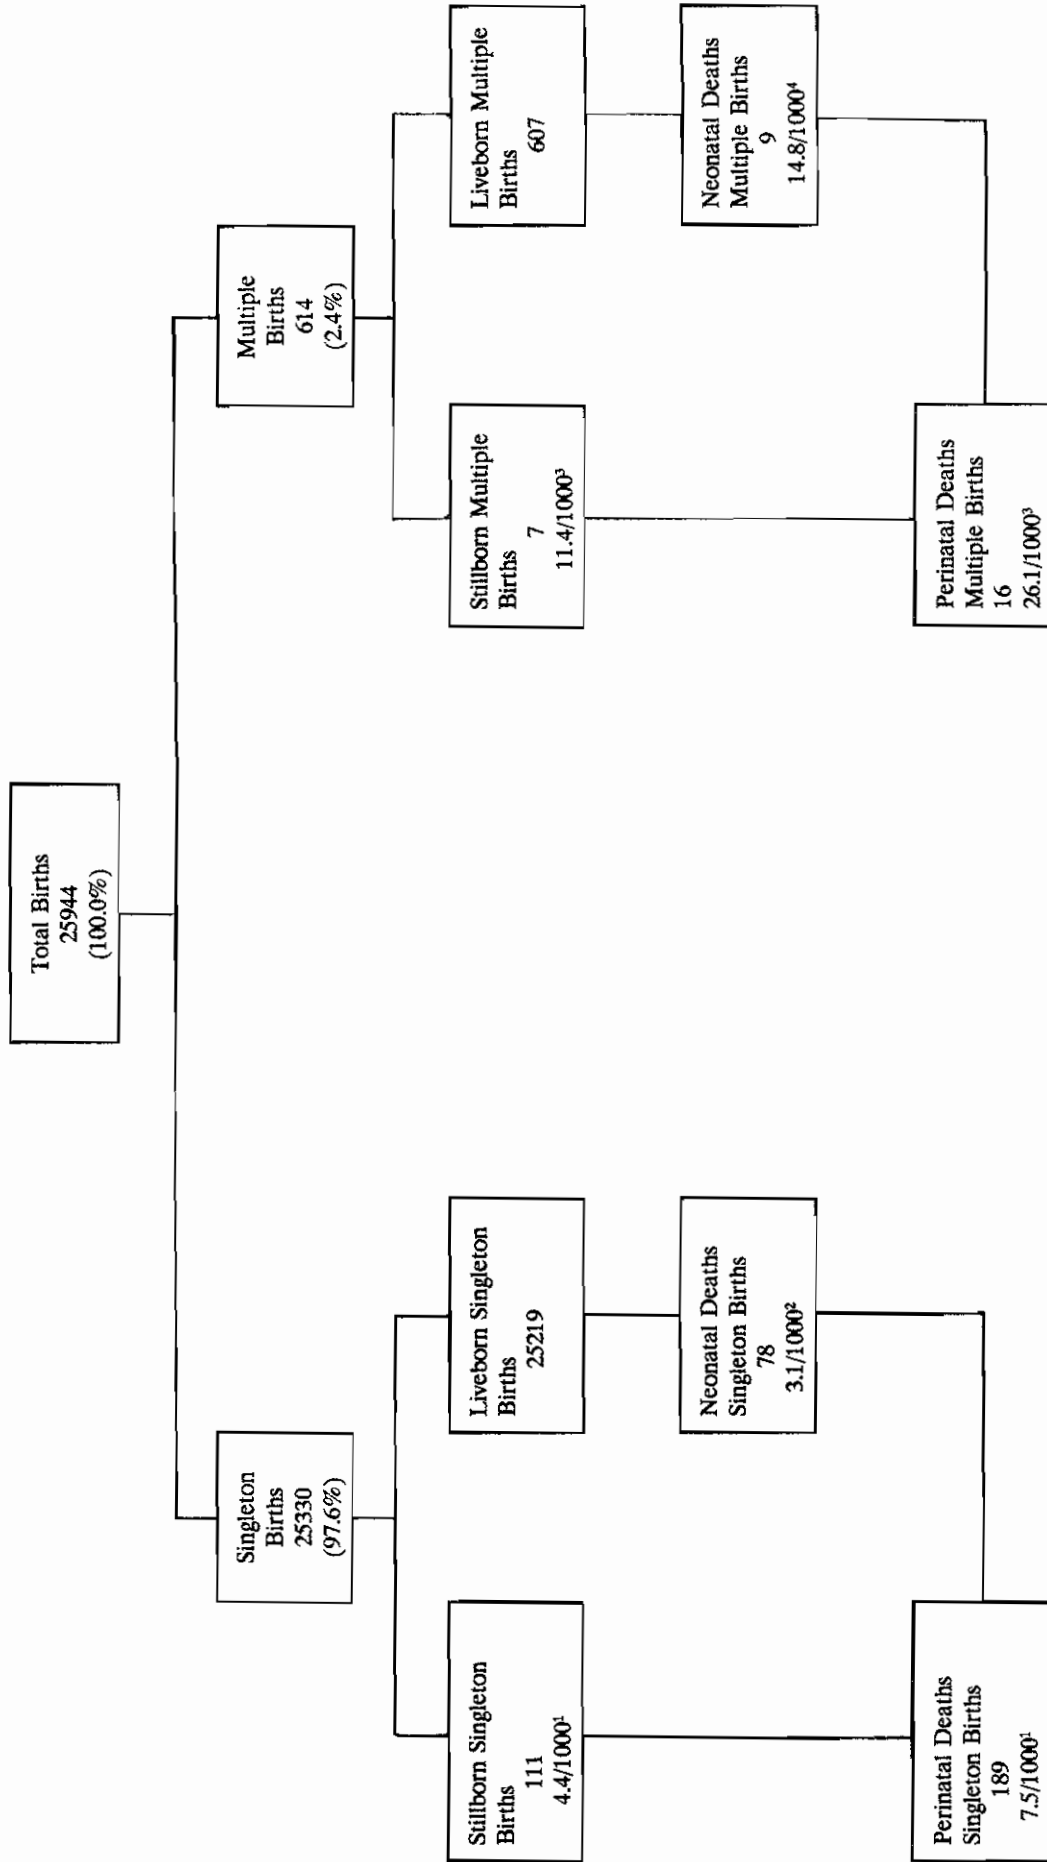 Total Births
25944
(100.0%)
Singleton
Births
25330
(97.6%)
Multiple
Births
614
(2.4%)
Stillborn Singleton
Births
111
4.4/1000¹
Liveborn Singleton
Births
25219
Stillborn Multiple
Births
7
11.4/1000³
Liveborn Multiple
Births
607
Neonatal Deaths
Singleton Births
78
3.1/1000²
Neonatal Deaths
Multiple Births
9
14.8/1000⁴
Perinatal Deaths
Singleton Births
189
7.5/1000¹
Perinatal Deaths
Multiple Births
16
26.1/1000³